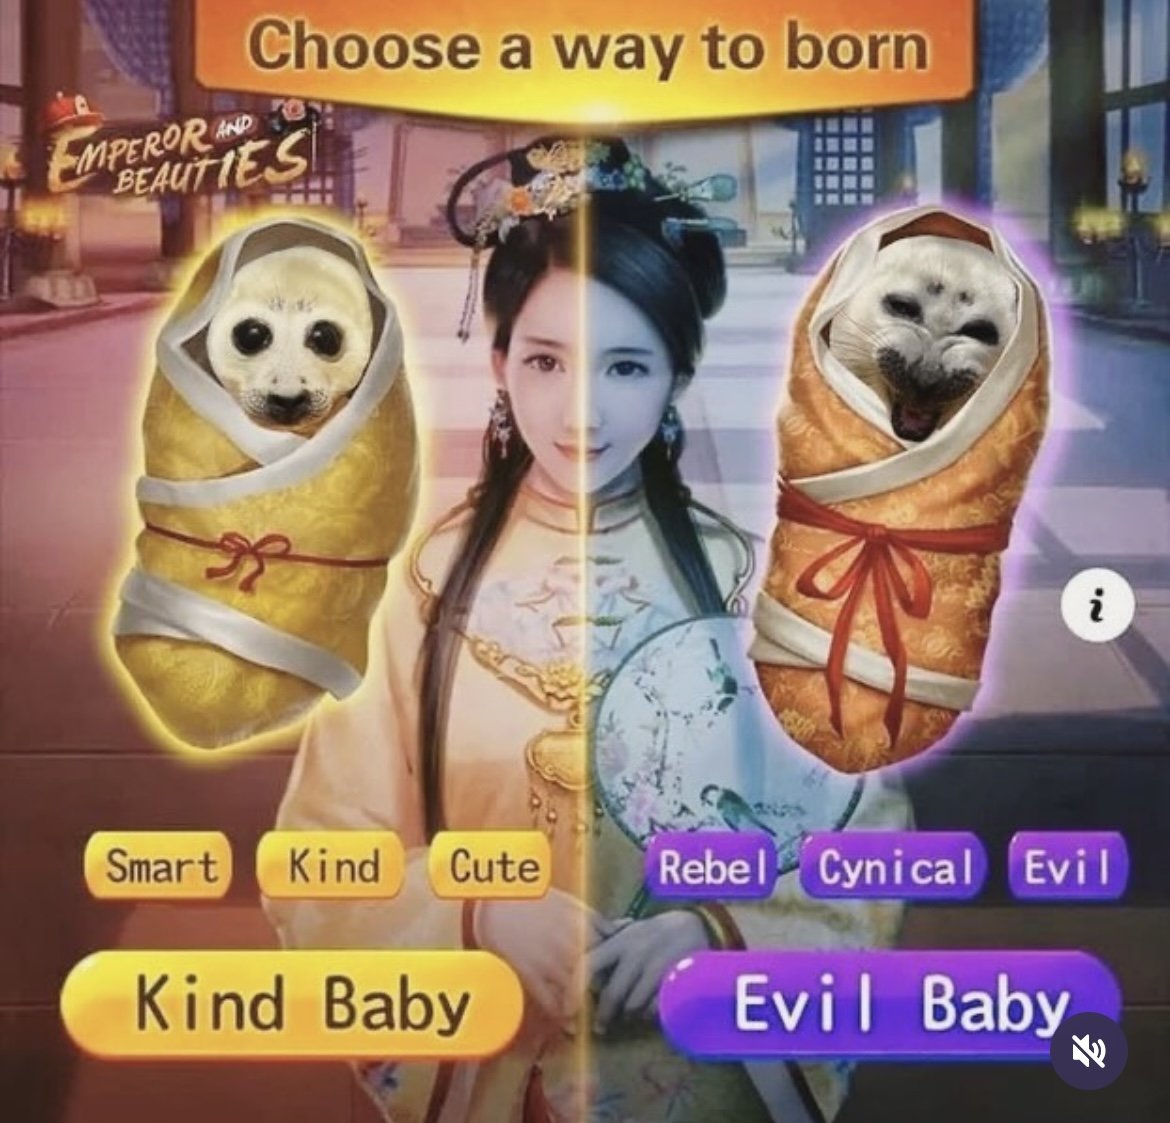 Choose a way to born
EMPEROR AND
BEAUTIES
i
Smart Kind Cute
Rebel Cynical Evil
Kind Baby
Evil Baby